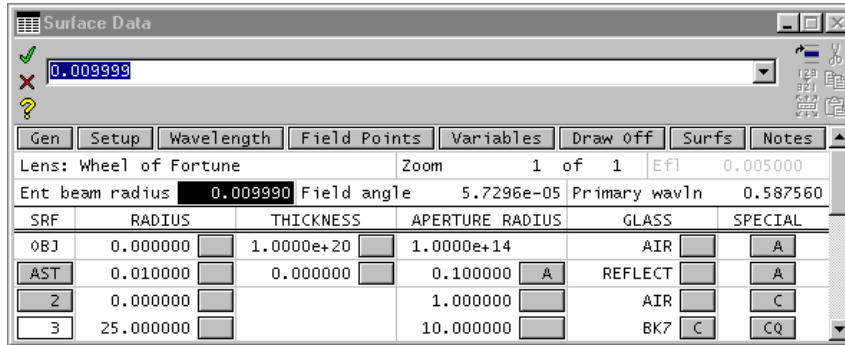 Surface Data
0.009999
Gen Setup Wavelength Field Points Variables Draw Off Surfs Notes
Lens: Wheel of Fortune Zoom 1 of 1 Efl 0.005000
Ent beam radius 0.009990 Field angle 5.7296e-05 Primary wavln 0.587560
SRF RADIUS THICKNESS APERTURE RADIUS GLASS SPECIAL
OBJ 0.000000 1.0000e+20 1.0000e+14 AIR A
AST 0.010000 0.000000 0.100000 A REFLECT A
2 0.000000 1.000000 AIR C
3 25.000000 10.000000 BK7 C CQ